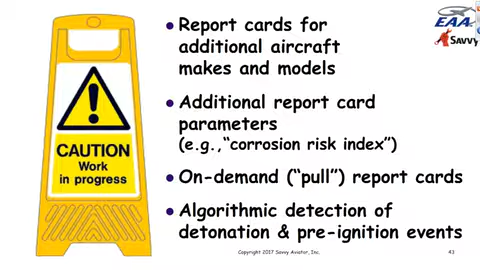 CAUTION
Work
in progress
● Report cards for
additional aircraft
makes and models
● Additional report card
parameters
(e.g.,“corrosion risk index”)
● On-demand (“pull”) report cards
● Algorithmic detection of
detonation & pre-ignition events
EAA
SAVVY
Copyright 2017 Savvy Aviator, Inc.
43